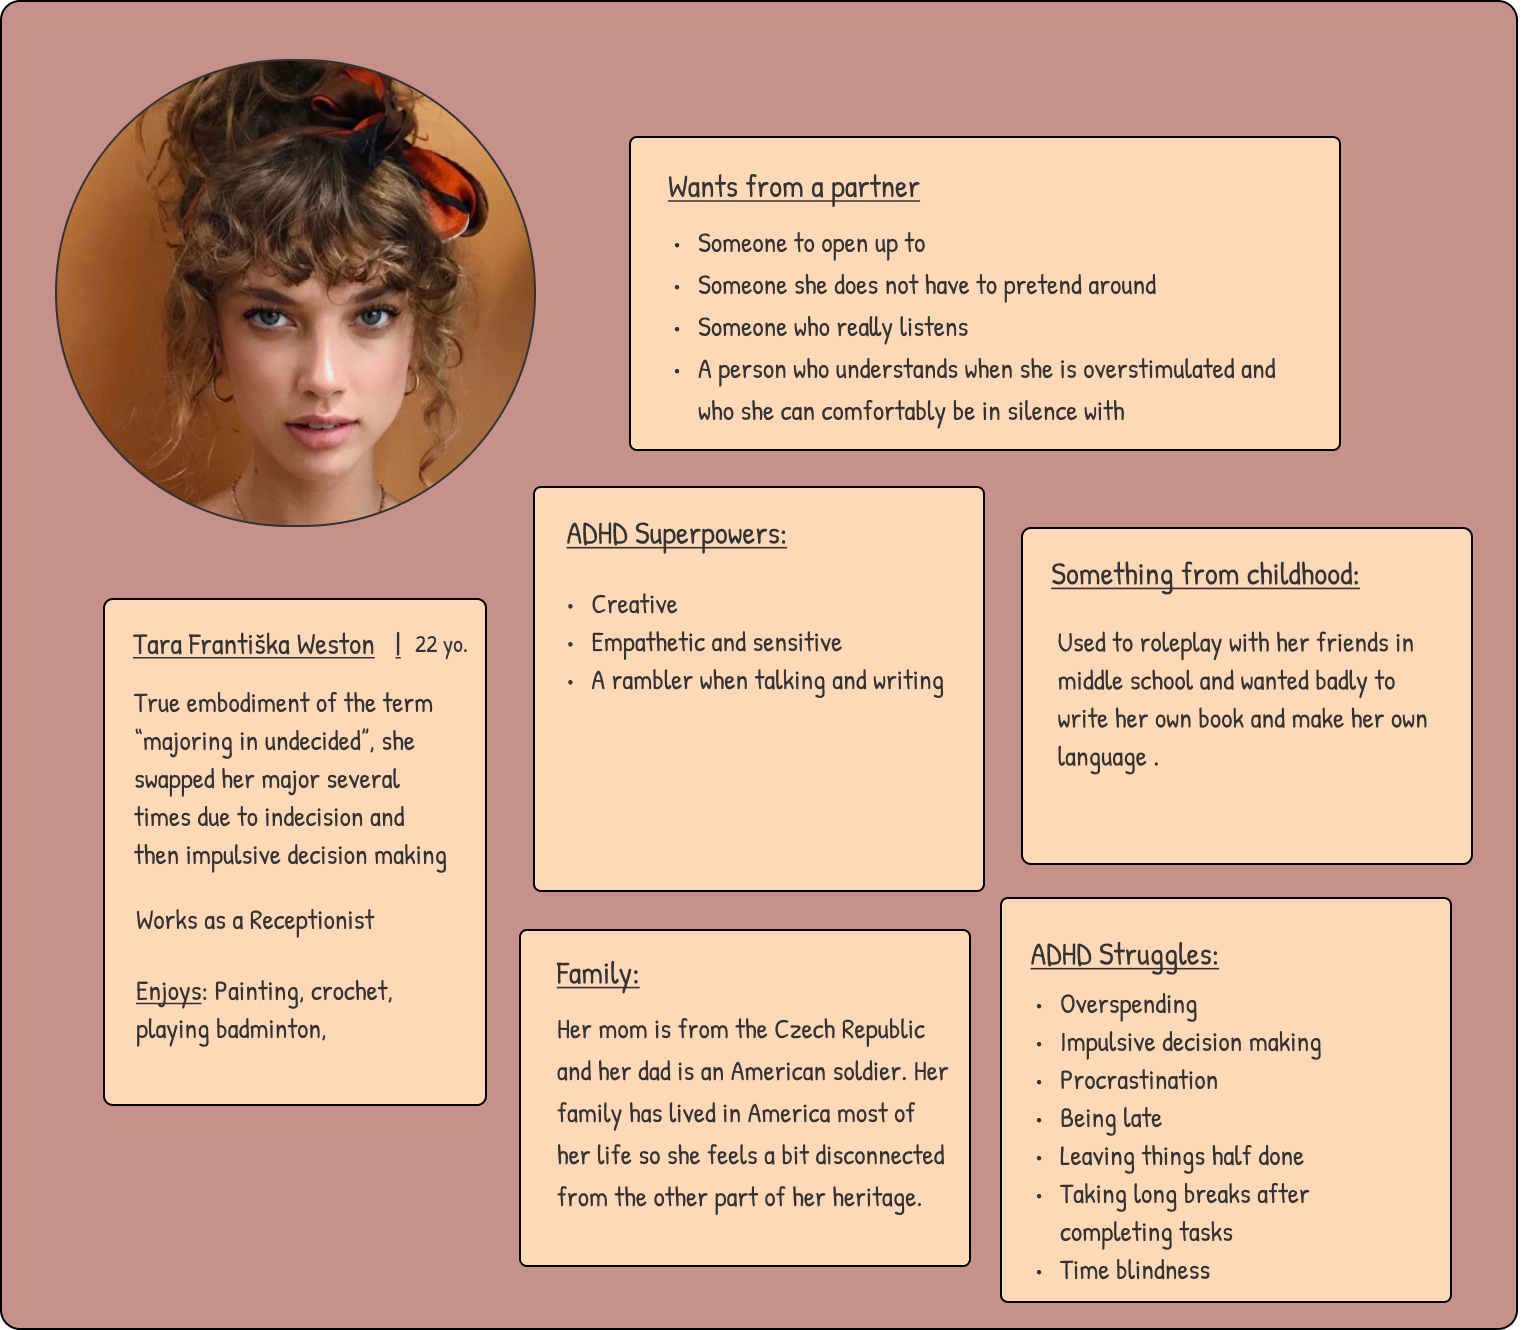 Wants from a partner
• Someone to open up to
• Someone she does not have to pretend around
• Someone who really listens
• A person who understands when she is overstimulated and
who she can comfortably be in silence with
ADHD Superpowers:
• Creative
• Empathetic and sensitive
• A rambler when talking and writing
Something from childhood:
Used to roleplay with her friends in
middle school and wanted badly to
write her own book and make her own
language .
Tara Františka Weston | 22 yo.
True embodiment of the term
“majoring in undecided”, she
swapped her major several
times due to indecision and
then impulsive decision making
Works as a Receptionist
Enjoys: Painting, crochet,
playing badminton,
Family:
Her mom is from the Czech Republic
and her dad is an American soldier. Her
family has lived in America most of
her life so she feels a bit disconnected
from the other part of her heritage.
ADHD Struggles:
• Overspending
• Impulsive decision making
• Procrastination
• Being late
• Leaving things half done
• Taking long breaks after
completing tasks
• Time blindness